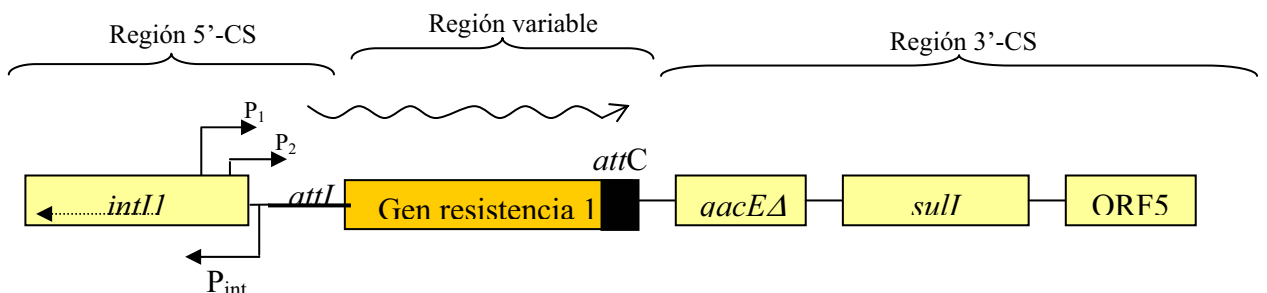 Región 5’-CS
Región variable
Región 3’-CS
P1
P2
attC
intI1
attI
Gen resistencia 1
qacEΔ
sulI
ORF5
Pint